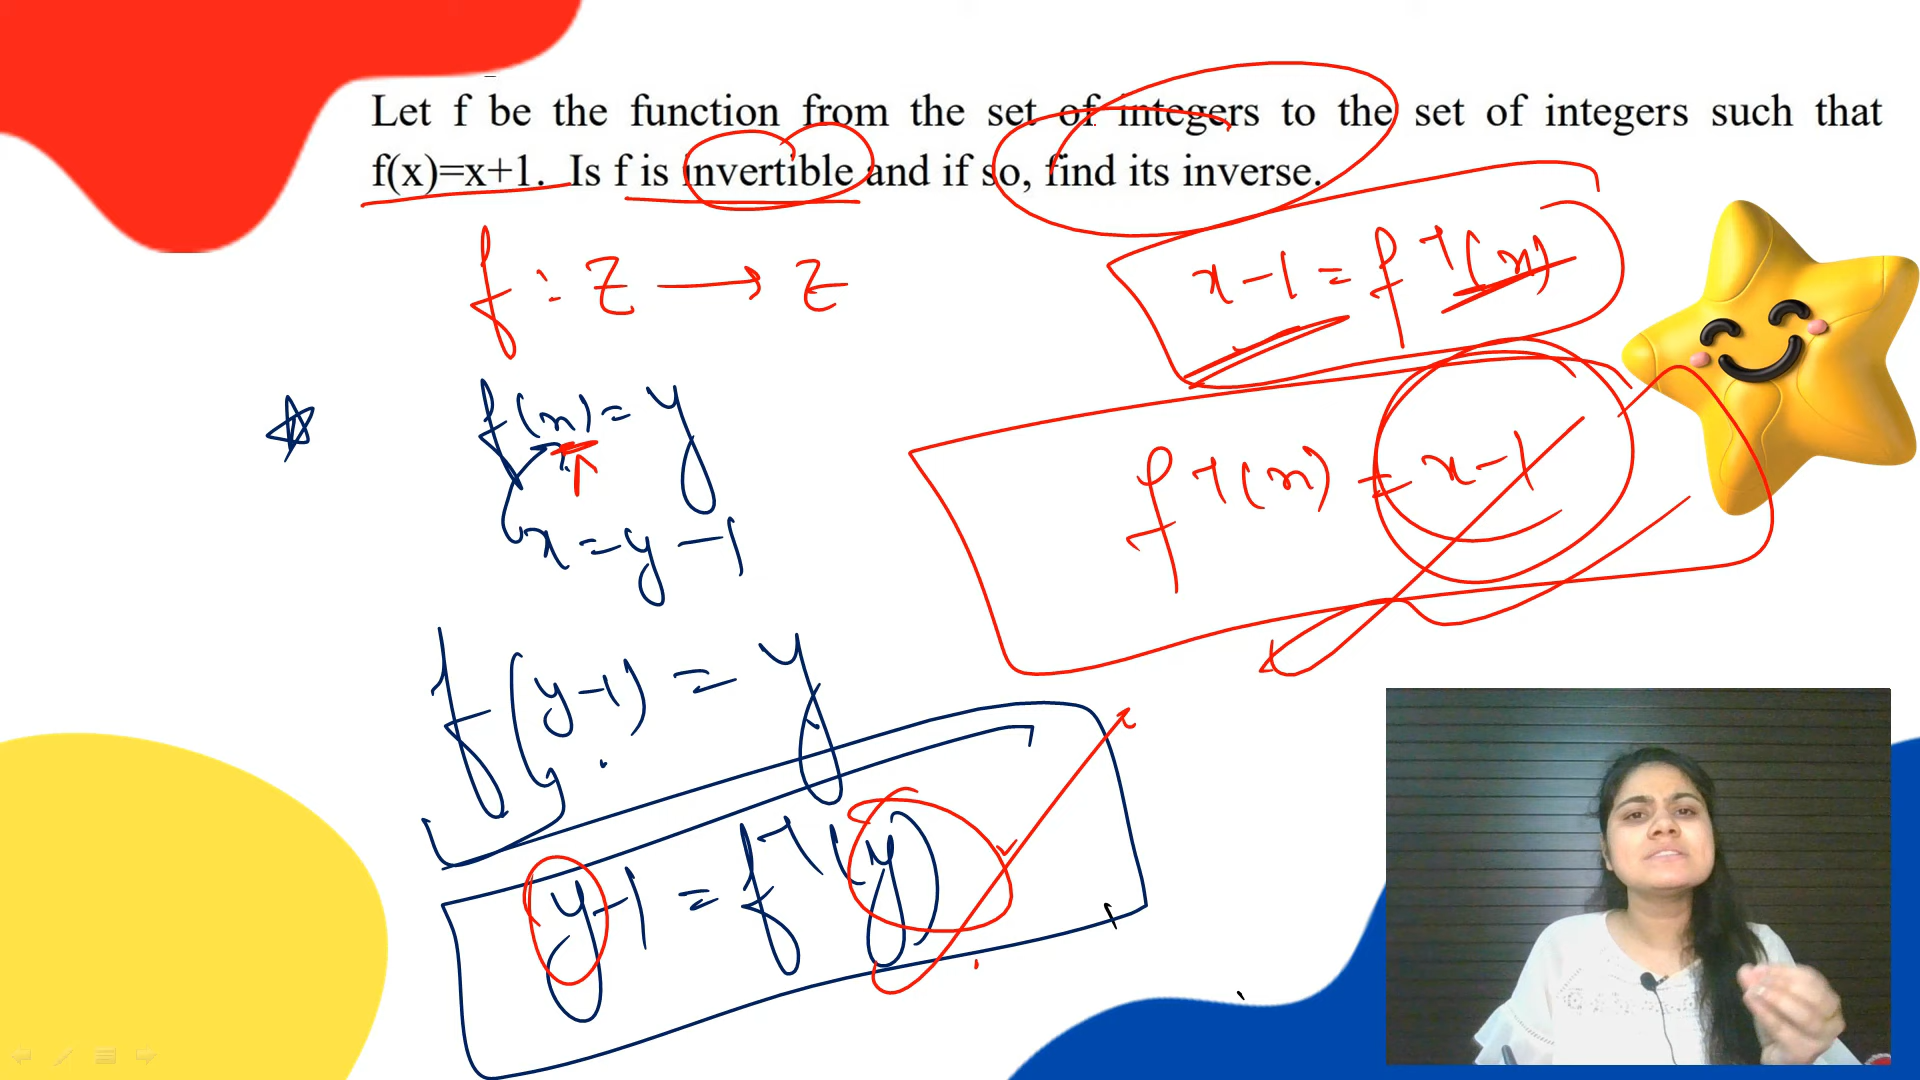 Let f be the function from the set of integers to the set of integers such that
f(x)=x+1. Is f is invertible and if so, find its inverse.
f : Z → Z
x-1 = f⁻¹(x)
f(x) = y
f⁻¹(x) = x-1
x = y - 1
f(y-1) = y
y-1 = f⁻¹(y)